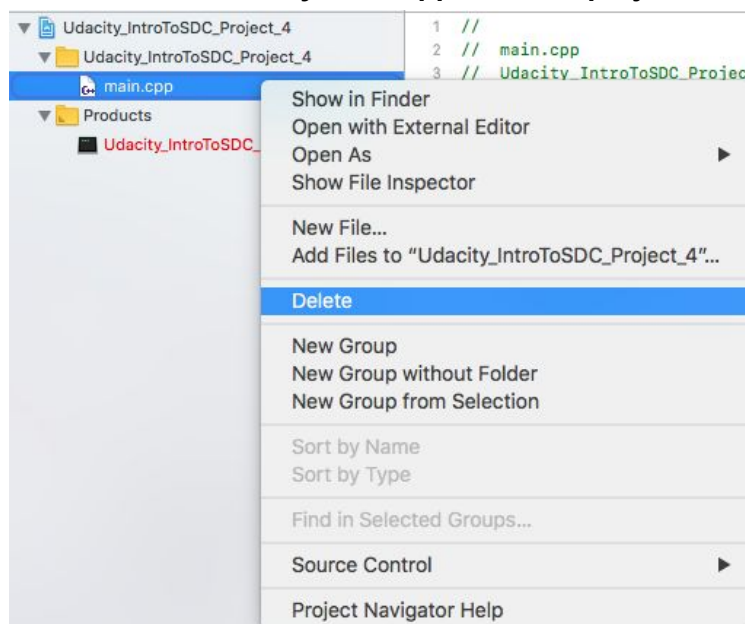 Udacity_IntroToSDC_Project_4
Udacity_IntroToSDC_Project_4
main.cpp
Products
Udacity_IntroToSDC_
1 //
2 // main.cpp
3 // Udacity_IntroToSDC_Projec
Show in Finder
Open with External Editor
Open As
Show File Inspector
New File...
Add Files to “Udacity_IntroToSDC_Project_4”...
Delete
New Group
New Group without Folder
New Group from Selection
Sort by Name
Sort by Type
Find in Selected Groups...
Source Control
Project Navigator Help